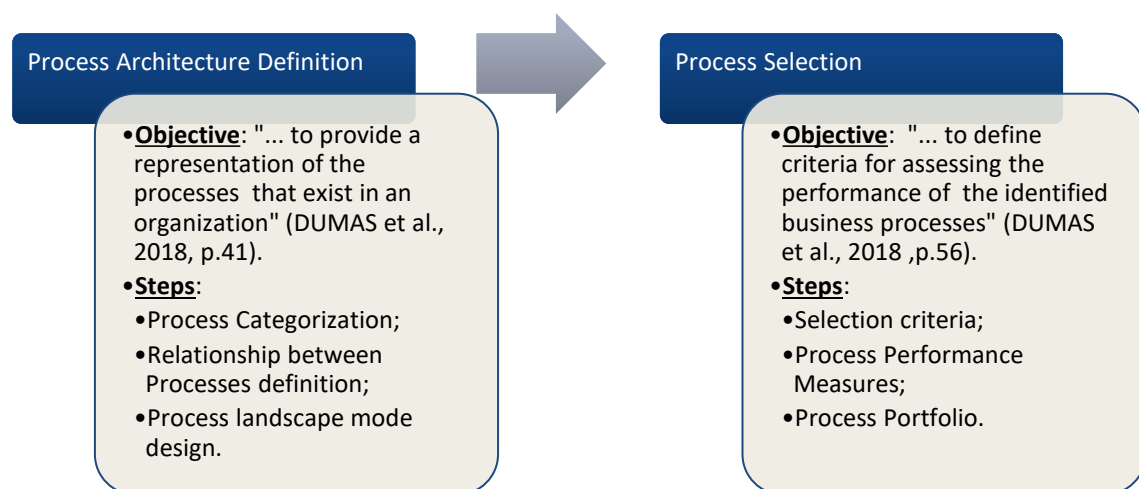 Process Architecture Definition
•Objective: "... to provide a
representation of the
processes that exist in an
organization" (DUMAS et al.,
2018, p.41).
•Steps:
•Process Categorization;
•Relationship between
Processes definition;
•Process landscape mode
design.
Process Selection
•Objective: "... to define
criteria for assessing the
performance of the identified
business processes" (DUMAS
et al., 2018 ,p.56).
•Steps:
•Selection criteria;
•Process Performance
Measures;
•Process Portfolio.